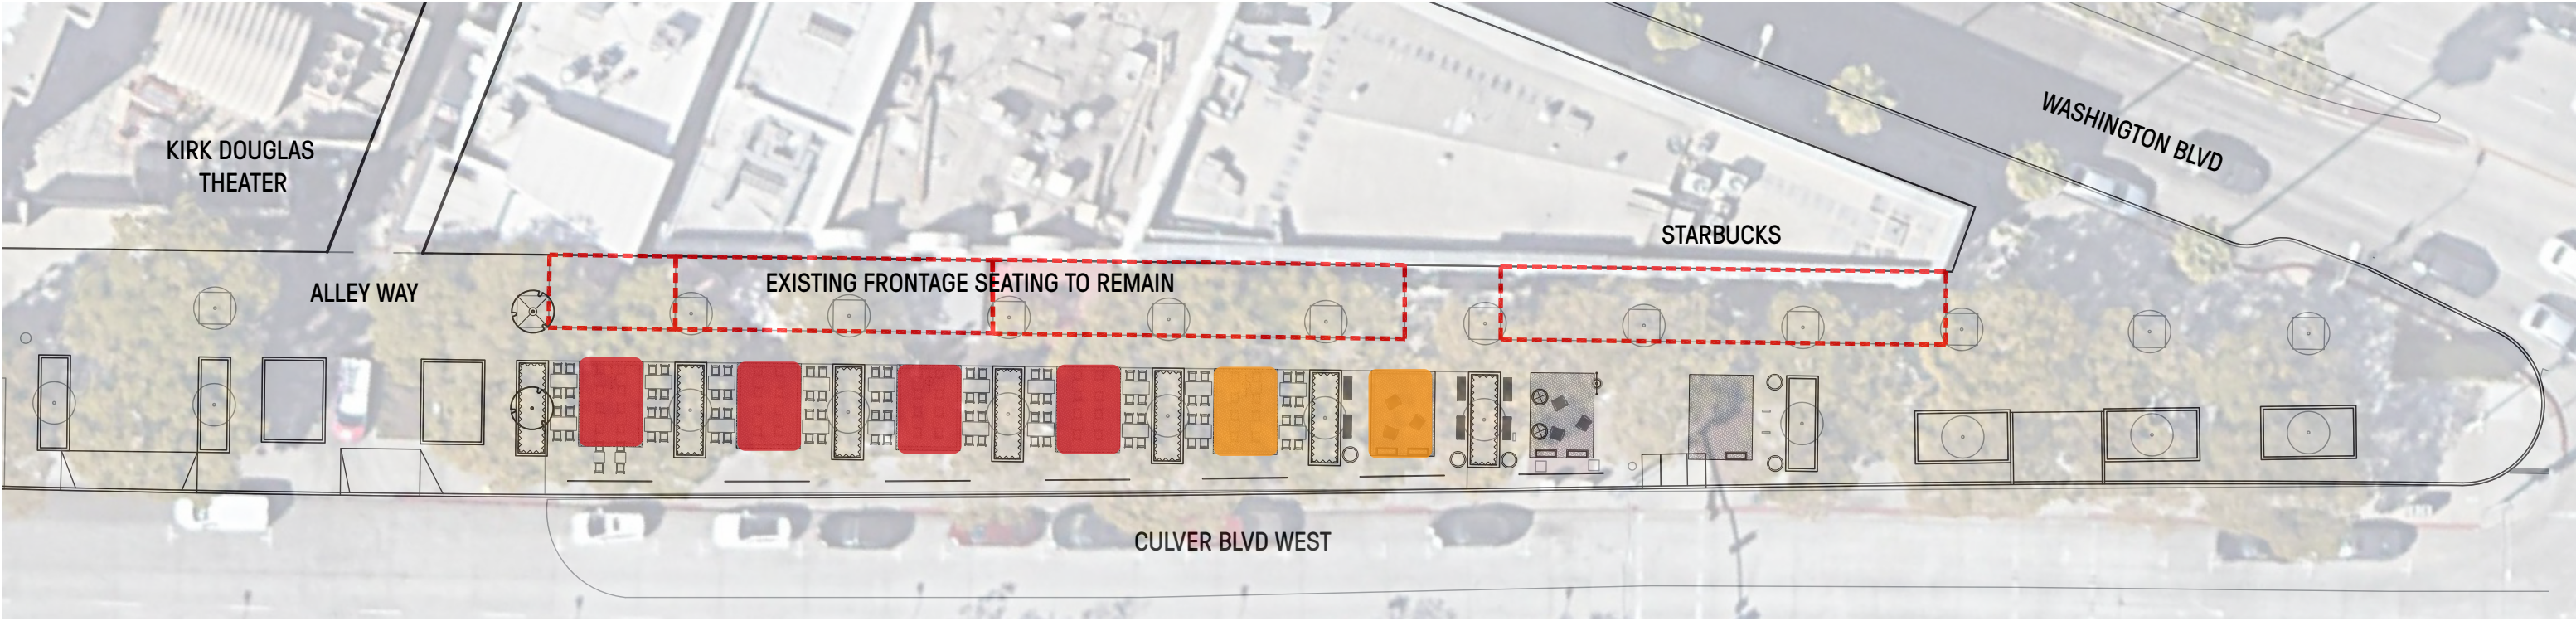 KIRK DOUGLAS
THEATER
ALLEY WAY
EXISTING FRONTAGE SEATING TO REMAIN
STARBUCKS
WASHINGTON BLVD
CULVER BLVD WEST